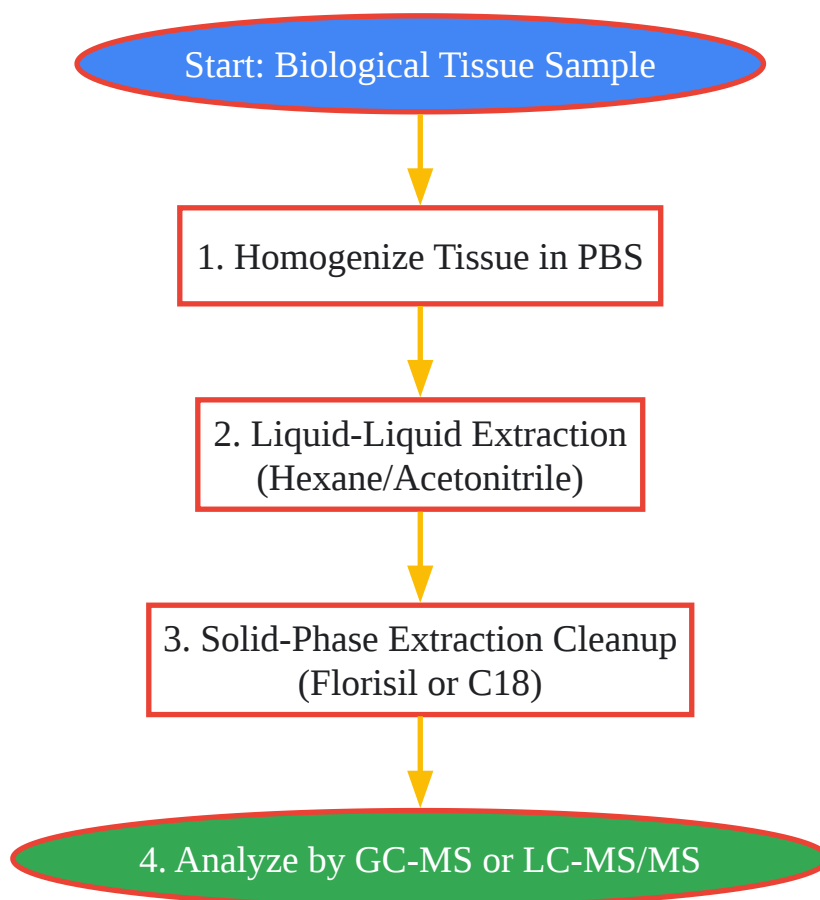 Start: Biological Tissue Sample
1. Homogenize Tissue in PBS
2. Liquid-Liquid Extraction
(Hexane/Acetonitrile)
3. Solid-Phase Extraction Cleanup
(Florisil or C18)
4. Analyze by GC-MS or LC-MS/MS